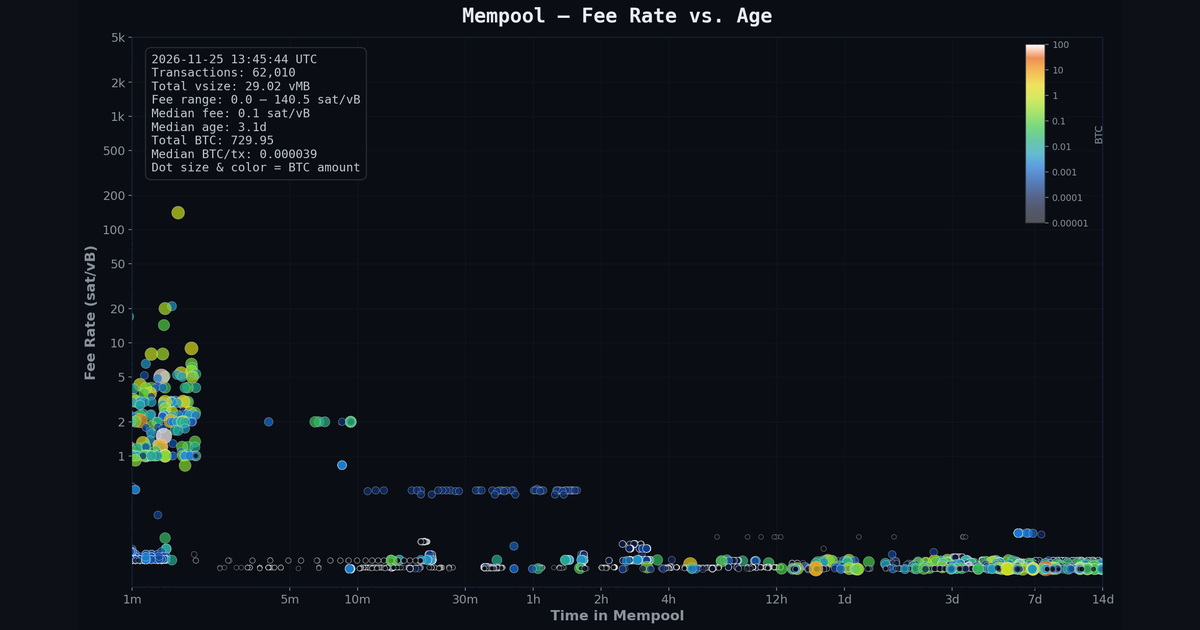 Mempool — Fee Rate vs. Age
2026-11-25 13:45:44 UTC
Transactions: 62,010
Total vsize: 29.02 vMB
Fee range: 0.0 – 140.5 sat/vB
Median fee: 0.1 sat/vB
Median age: 3.1d
Total BTC: 729.95
Median BTC/tx: 0.000039
Dot size & color = BTC amount
5k
2k
1k
500
200
100
50
20
10
5
2
1
Fee Rate (sat/vB)
100
10
1
0.1
0.01
0.001
0.0001
0.00001
BTC
1m 5m 10m 30m 1h 2h 4h 12h 1d 3d 7d 14d
Time in Mempool